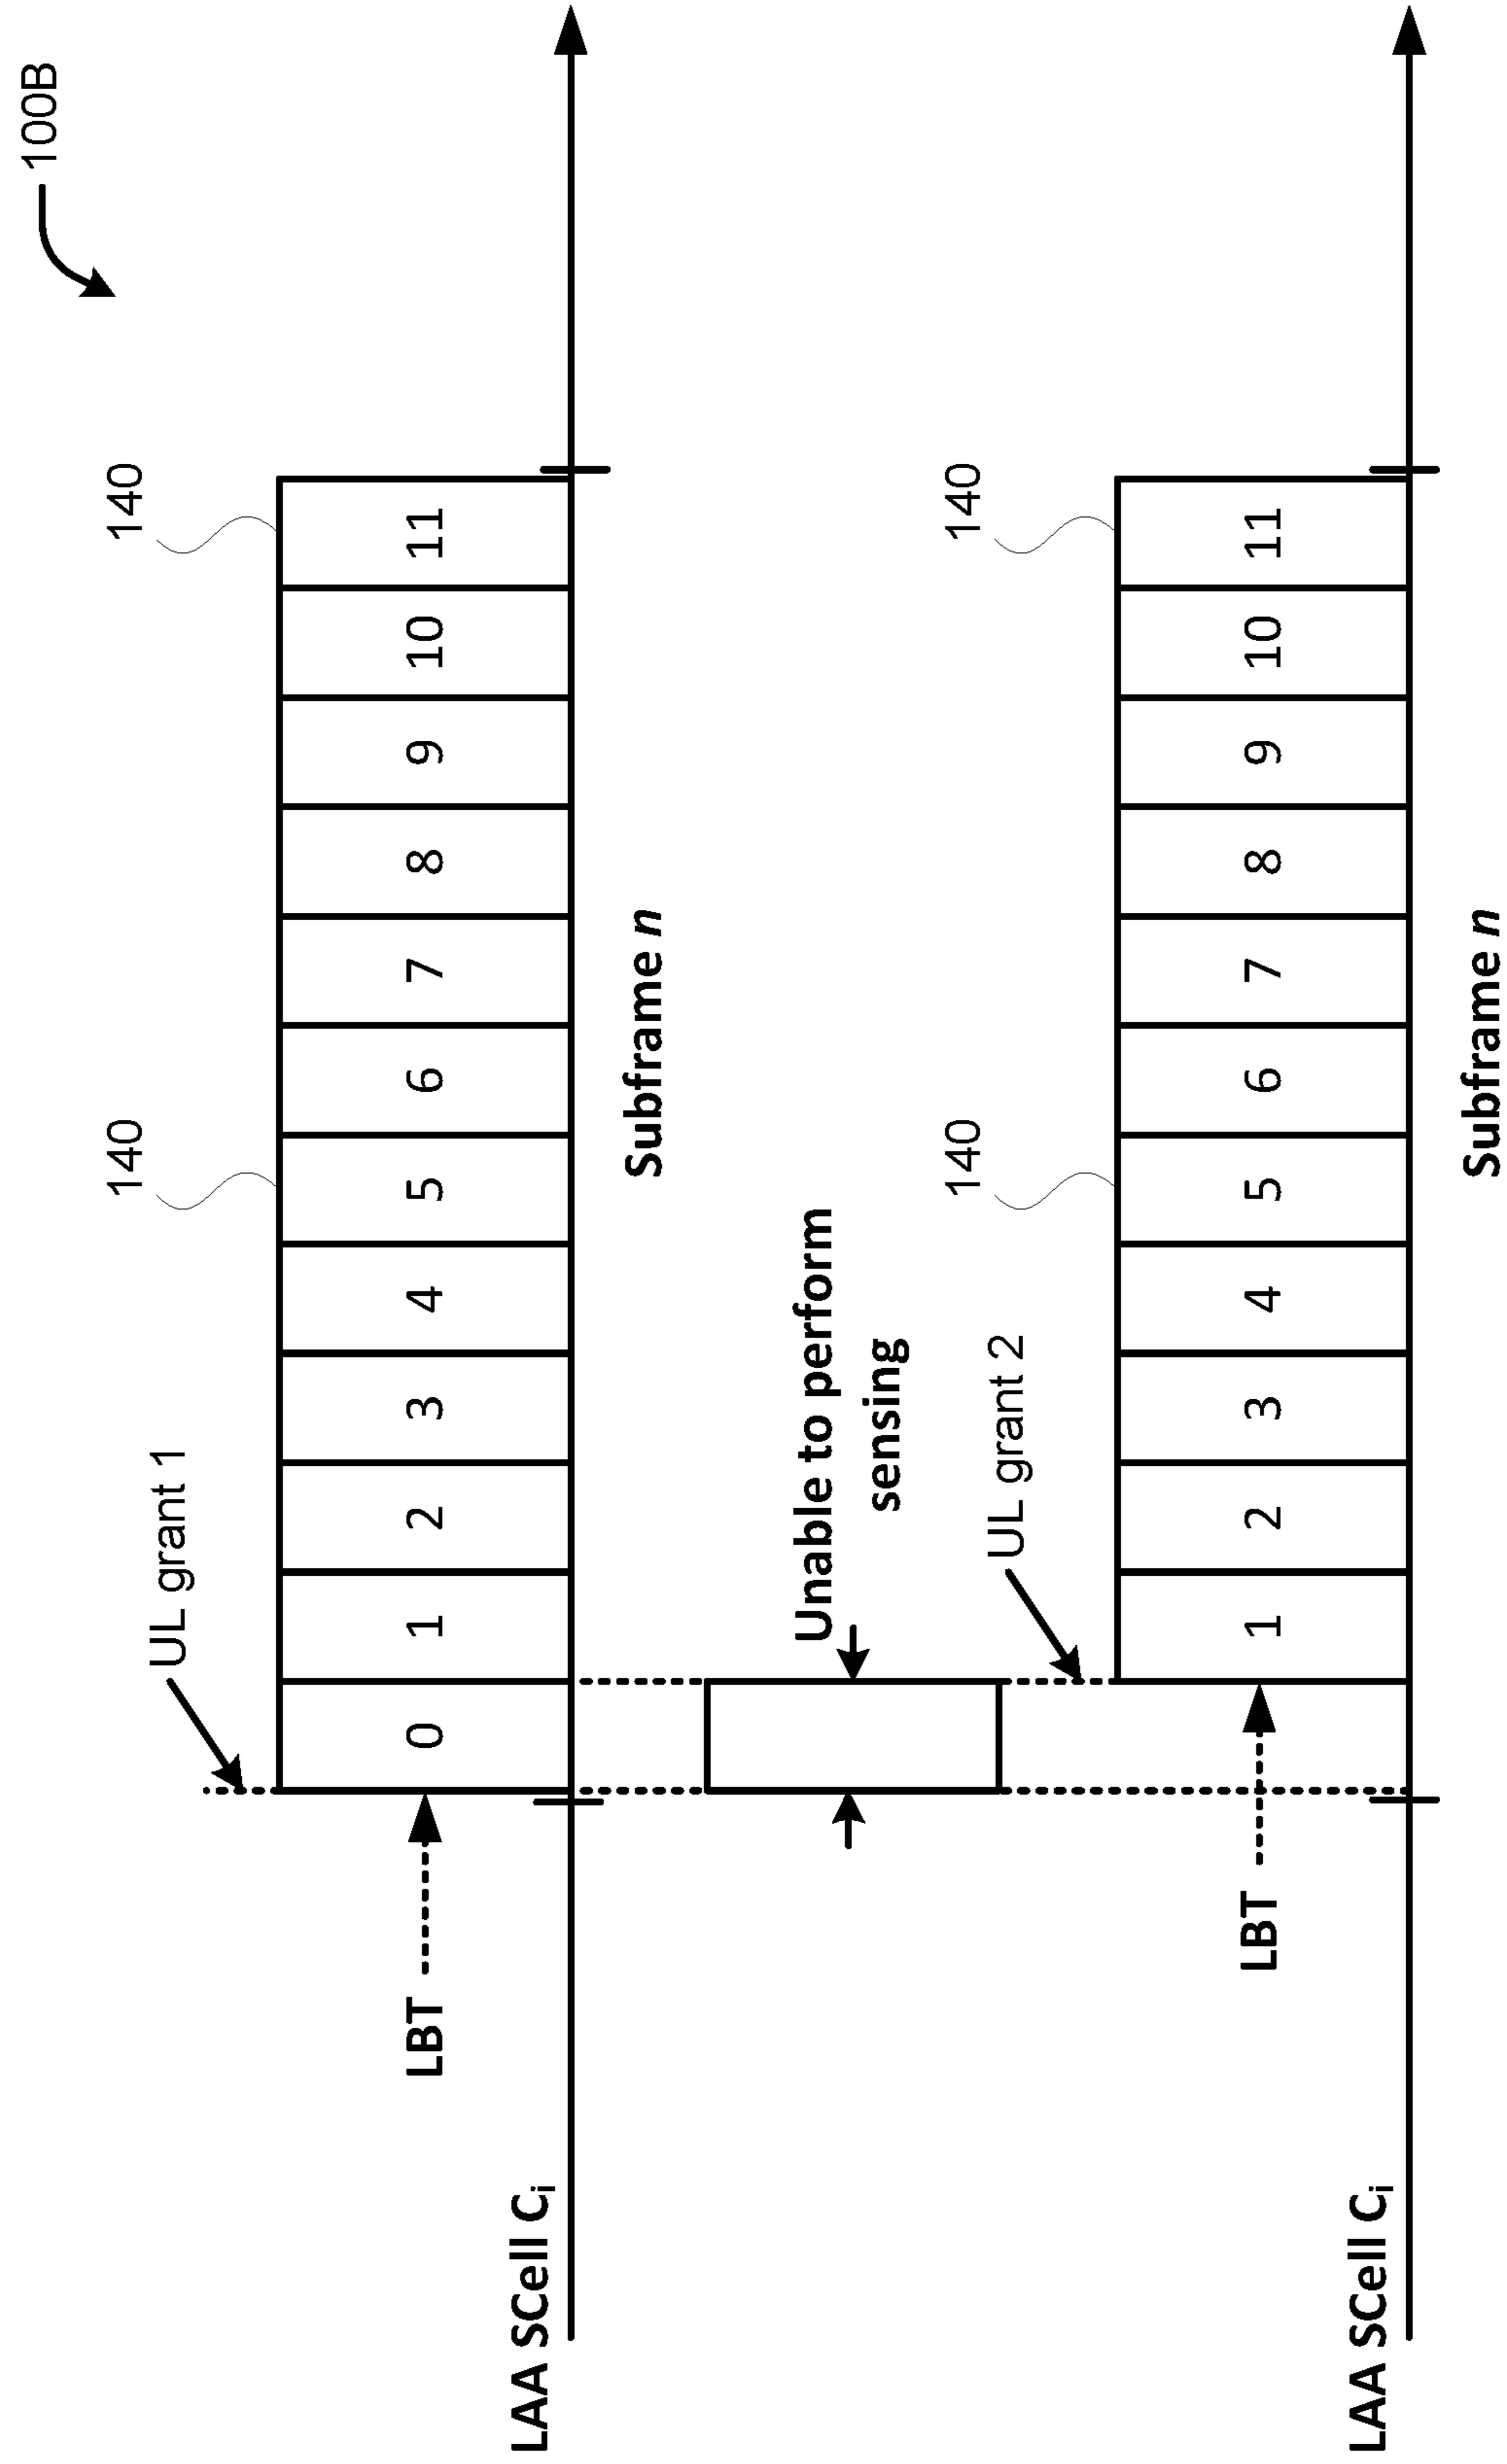 100B
UL grant 1
140
140
LBT
0 1 2 3 4 5 6 7 8 9 10 11
LAA SCell Ci
Subframe n
Unable to perform
sensing
UL grant 2
140
140
LBT
1 2 3 4 5 6 7 8 9 10 11
LAA SCell Ci
Subframe n